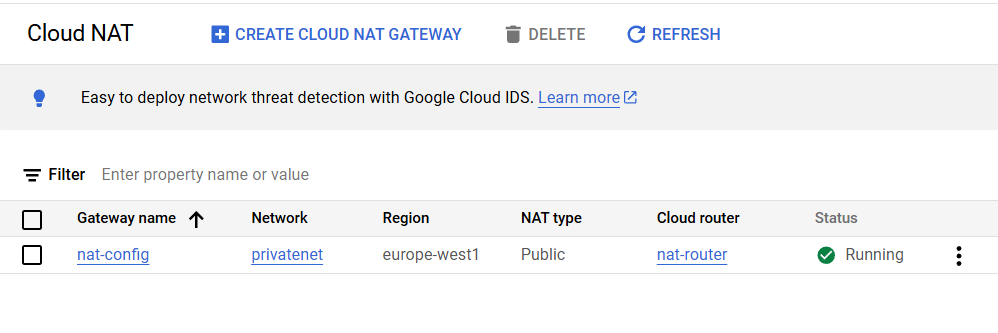 Cloud NAT CREATE CLOUD NAT GATEWAY DELETE REFRESH
Easy to deploy network threat detection with Google Cloud IDS. Learn more
Filter Enter property name or value
Gateway name Network Region NAT type Cloud router Status
nat-config privatenet europe-west1 Public nat-router Running